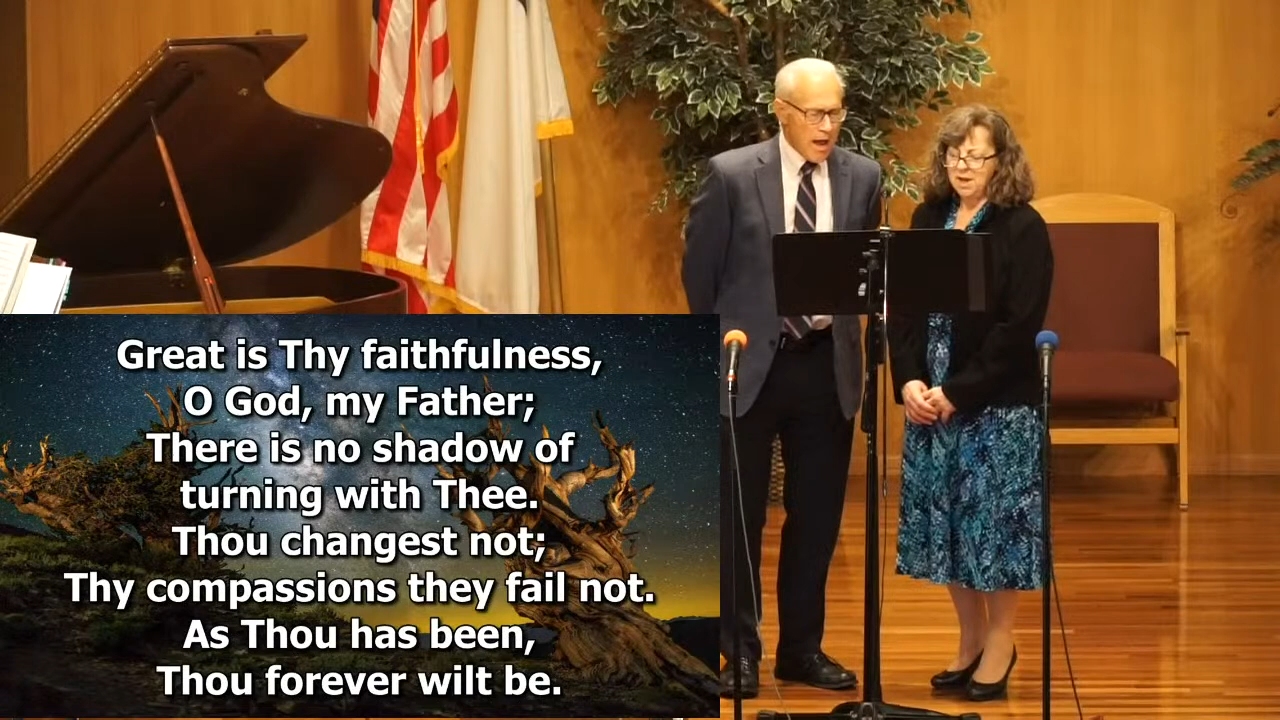 Great is Thy faithfulness,
O God, my Father;
There is no shadow of
turning with Thee.
Thou changest not;
Thy compassions they fail not.
As Thou has been,
Thou forever wilt be.